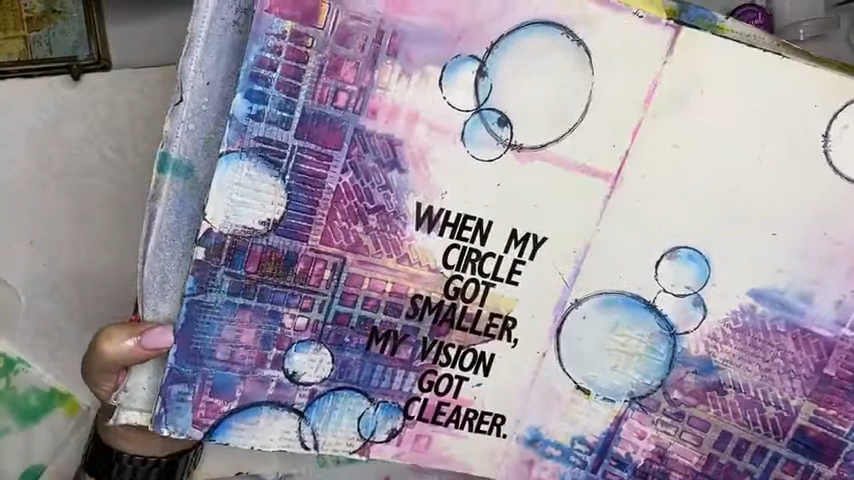 WHEN MY
CIRCLE
GOT
SMALLER,
MY VISION
GOT
CLEARER.